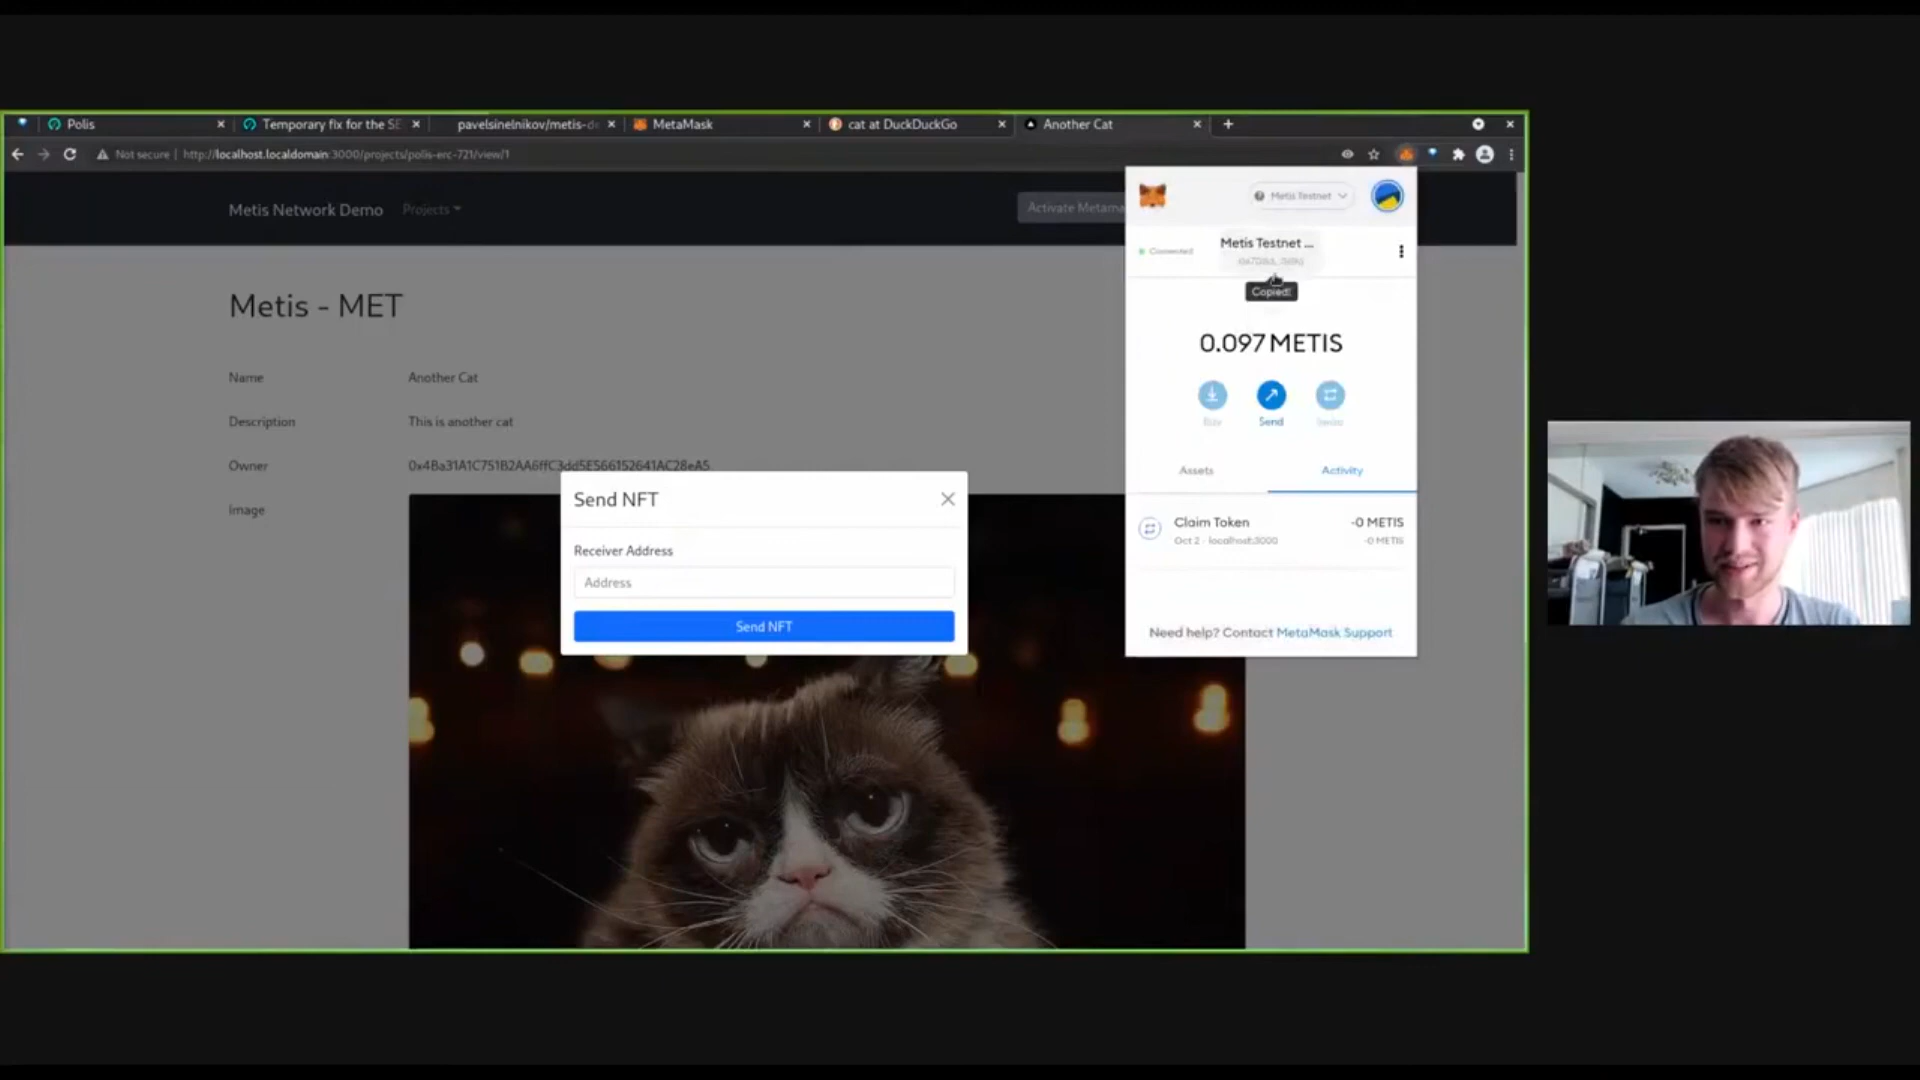 Polis
Temporary fix for the SE
pavelsinelnikov/metis-de
MetaMask
cat at DuckDuckGo
Another Cat
Not secure | http://localhost.localdomain:3000/projects/polis-erc-721/view/1
Metis Network Demo
Projects
Activate Metama
Metis - MET
Name
Another Cat
Description
This is another cat
Owner
0x4Ba31A1C751B2AA6ffC3dd5E566152641AC28eA5
Image
Send NFT
Receiver Address
Address
Send NFT
Metis Testnet
Connected
Metis Testnet ...
Copied!
0.097 METIS
Buy
Send
Swap
Assets
Activity
Claim Token
-0 METIS
Oct 2 - localhost:3000
-0 METIS
Need help? Contact MetaMask Support